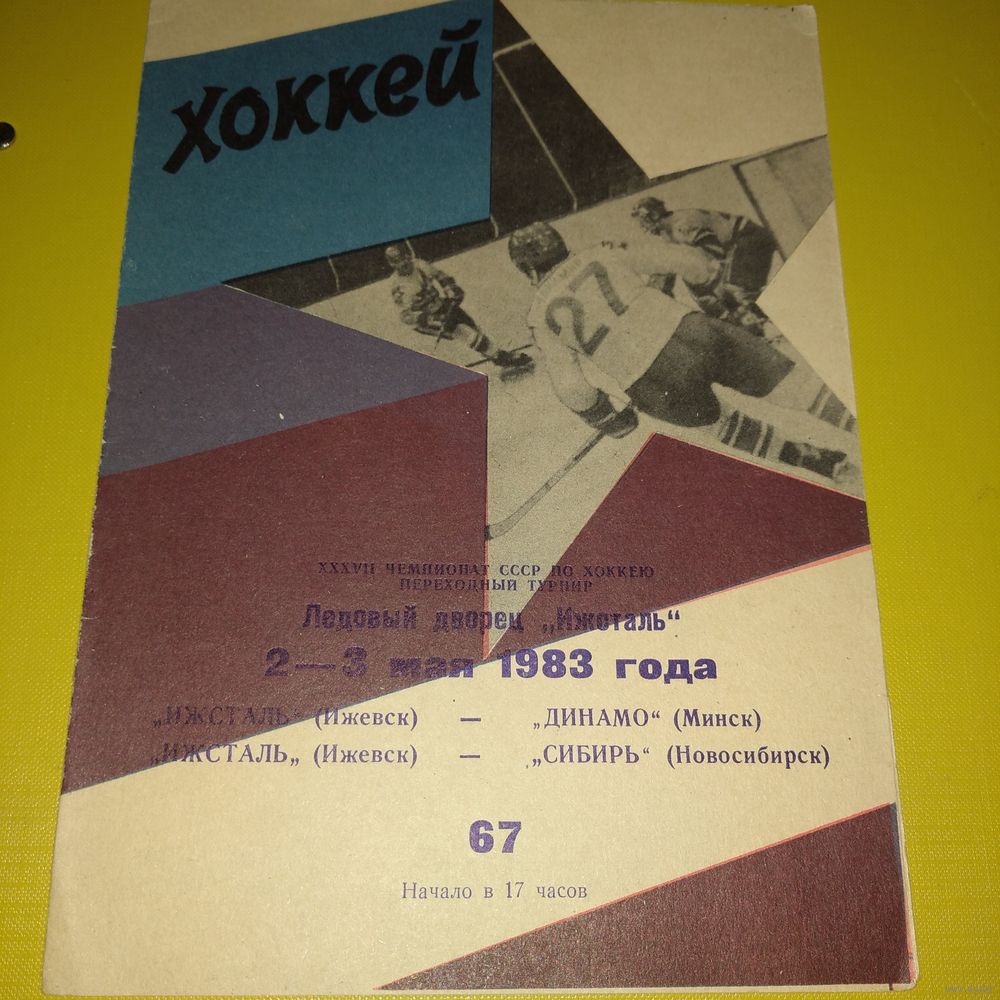 хоккей
27
XXXVII ЧЕМПИОНАТ СССР ПО ХОККЕЮ
ПЕРЕХОДНЫЙ ТУРНИР
Ледовый дворец „Ижсталь“
2—3 мая 1983 года
„ИЖСТАЛЬ“ (Ижевск) — „ДИНАМО“ (Минск)
„ИЖСТАЛЬ„ (Ижевск) — „СИБИРЬ“ (Новосибирск)
67
Начало в 17 часов